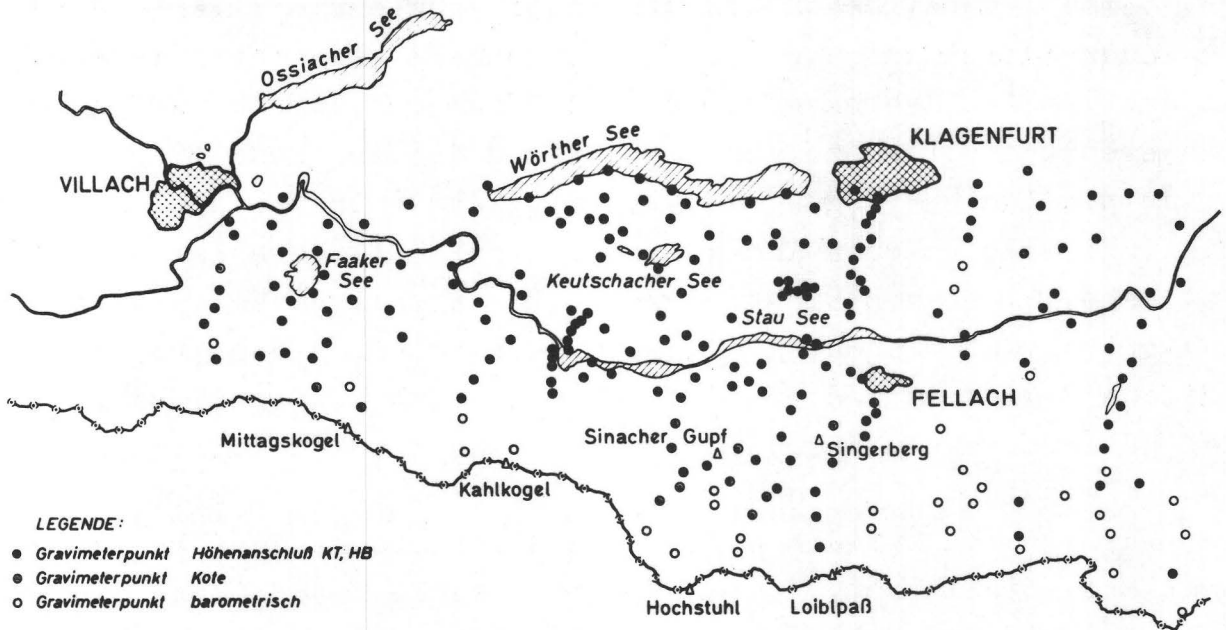 Ossiacher See
Wörther See
KLAGENFURT
VILLACH
Faaker
See
Keutschacher See
Stau See
FELLACH
Mittagskogel
Sinacher Gupf
Singerberg
Kahlkogel
LEGENDE:
Gravimeterpunkt Höhenanschluß KT, HB
Gravimeterpunkt Kote
Gravimeterpunkt barometrisch
Hochstuhl
Loiblpaß